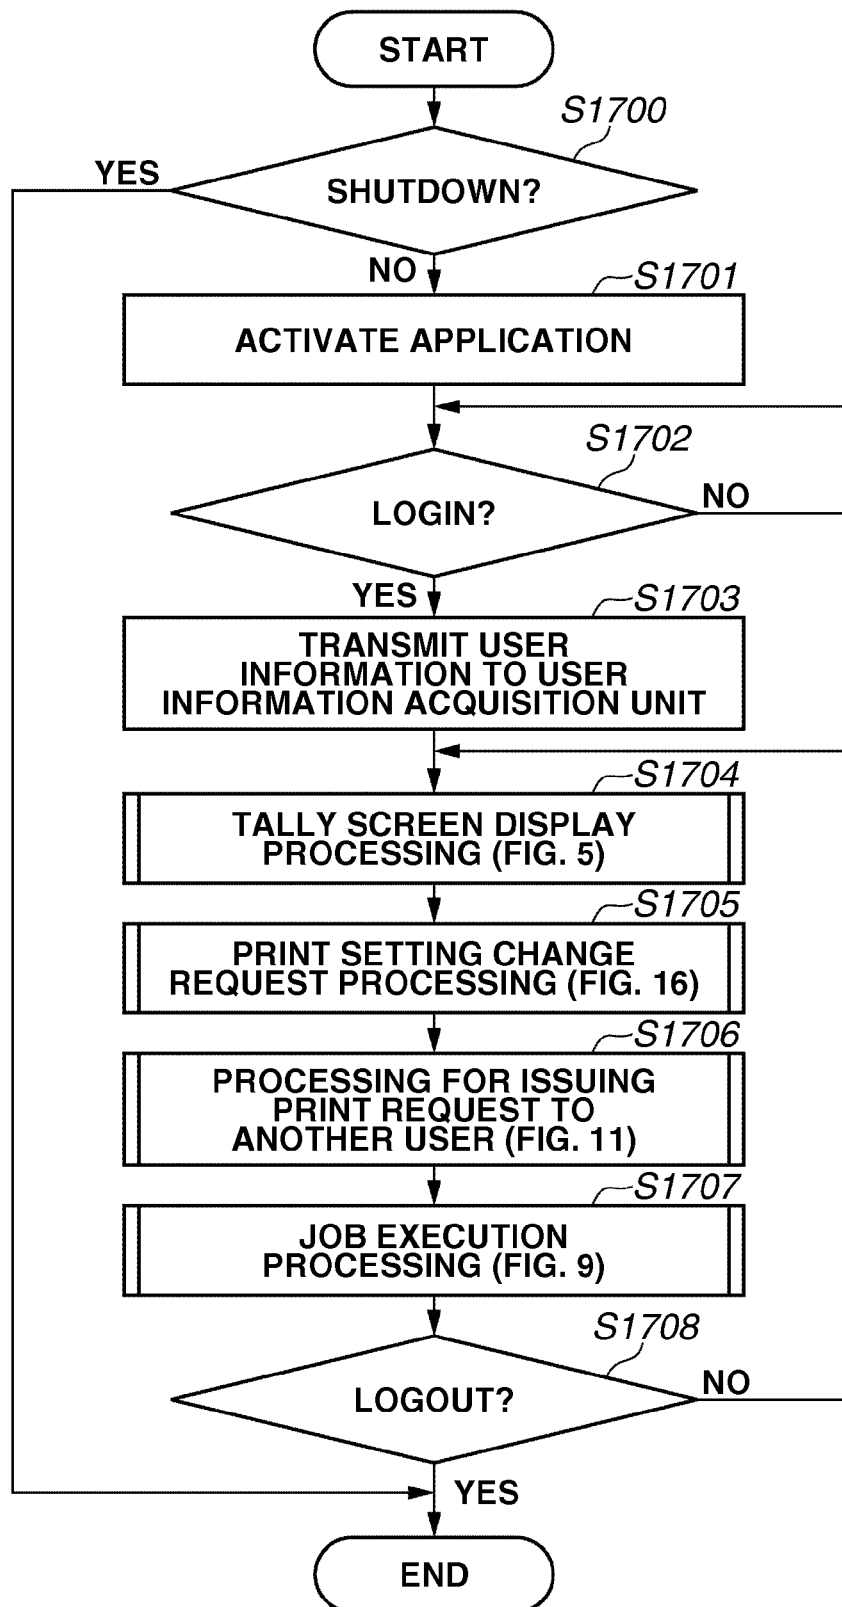 START
S1700
YES
SHUTDOWN?
NO
S1701
ACTIVATE APPLICATION
S1702
LOGIN?
NO
YES
S1703
TRANSMIT USER
INFORMATION TO USER
INFORMATION ACQUISITION UNIT
S1704
TALLY SCREEN DISPLAY
PROCESSING (FIG. 5)
S1705
PRINT SETTING CHANGE
REQUEST PROCESSING (FIG. 16)
S1706
PROCESSING FOR ISSUING
PRINT REQUEST TO
ANOTHER USER (FIG. 11)
S1707
JOB EXECUTION
PROCESSING (FIG. 9)
S1708
LOGOUT?
NO
YES
END